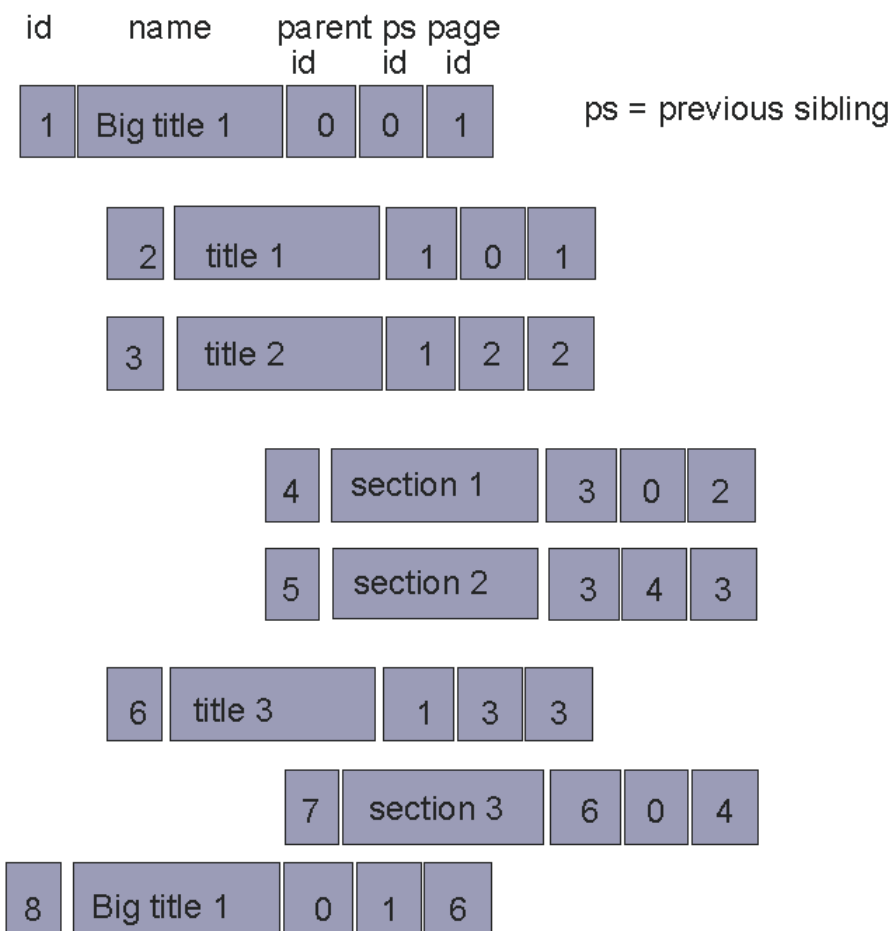 id name parent ps page
id id id
1 Big title 1 0 0 1
ps = previous sibling
2 title 1 1 0 1
3 title 2 1 2 2
4 section 1 3 0 2
5 section 2 3 4 3
6 title 3 1 3 3
7 section 3 6 0 4
8 Big title 1 0 1 6